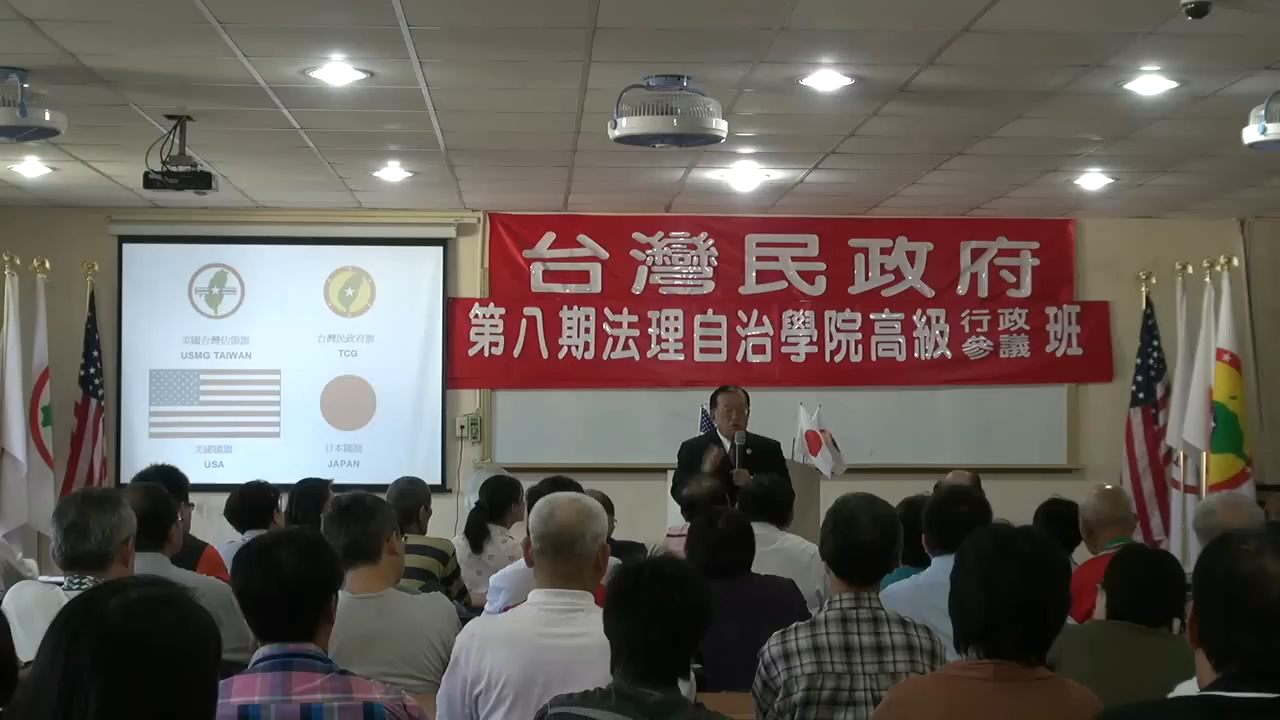 台灣民政府
第八期法理自治學院高級行政參議班
美國台灣佔領旗
USMG TAIWAN
台灣民政府旗
TCG
美國國旗
USA
日本國旗
JAPAN